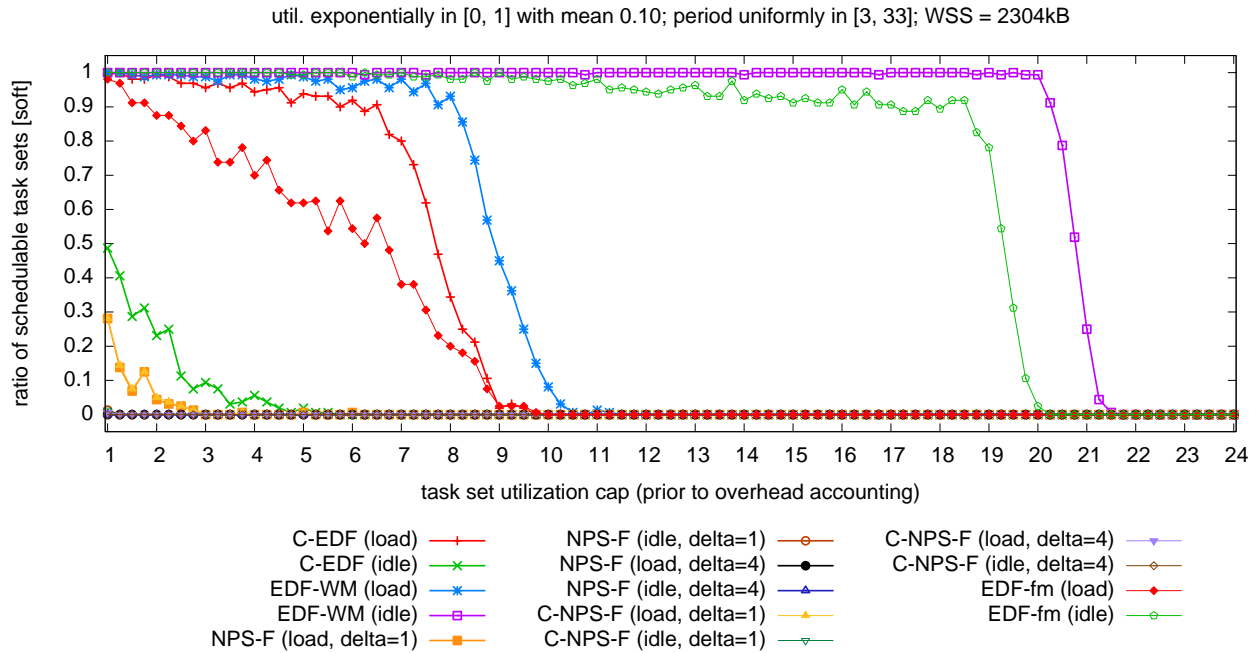 util. exponentially in [0, 1] with mean 0.10; period uniformly in [3, 33]; WSS = 2304kB
ratio of schedulable task sets [soft]
1
0.9
0.8
0.7
0.6
0.5
0.4
0.3
0.2
0.1
0
1 2 3 4 5 6 7 8 9 10 11 12 13 14 15 16 17 18 19 20 21 22 23 24
task set utilization cap (prior to overhead accounting)
C-EDF (load)
C-EDF (idle)
EDF-WM (load)
EDF-WM (idle)
NPS-F (load, delta=1)
NPS-F (idle, delta=1)
NPS-F (load, delta=4)
NPS-F (idle, delta=4)
C-NPS-F (load, delta=1)
C-NPS-F (idle, delta=1)
C-NPS-F (load, delta=4)
C-NPS-F (idle, delta=4)
EDF-fm (load)
EDF-fm (idle)